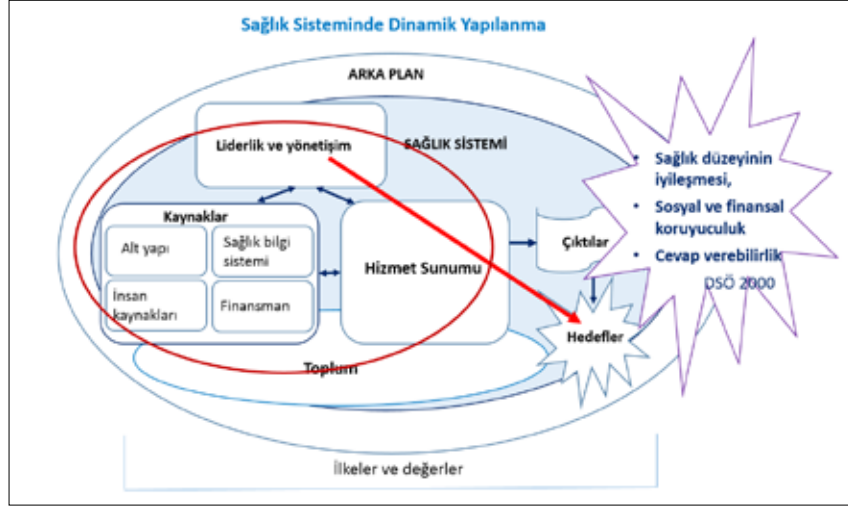 Sağlık Sisteminde Dinamik Yapılanma
ARKA PLAN
Liderlik ve yönetişim
SAĞLIK SİSTEMİ
Kaynaklar
Alt yapı
Sağlık bilgi
sistemi
İnsan
kaynakları
Finansman
Hizmet Sunumu
Çıktılar
Hedefler
Toplum
• Sağlık düzeyinin
iyileşmesi,
• Sosyal ve finansal
koruyuculuk
• Cevap verebilirlik
DSÖ 2000
İlkeler ve değerler